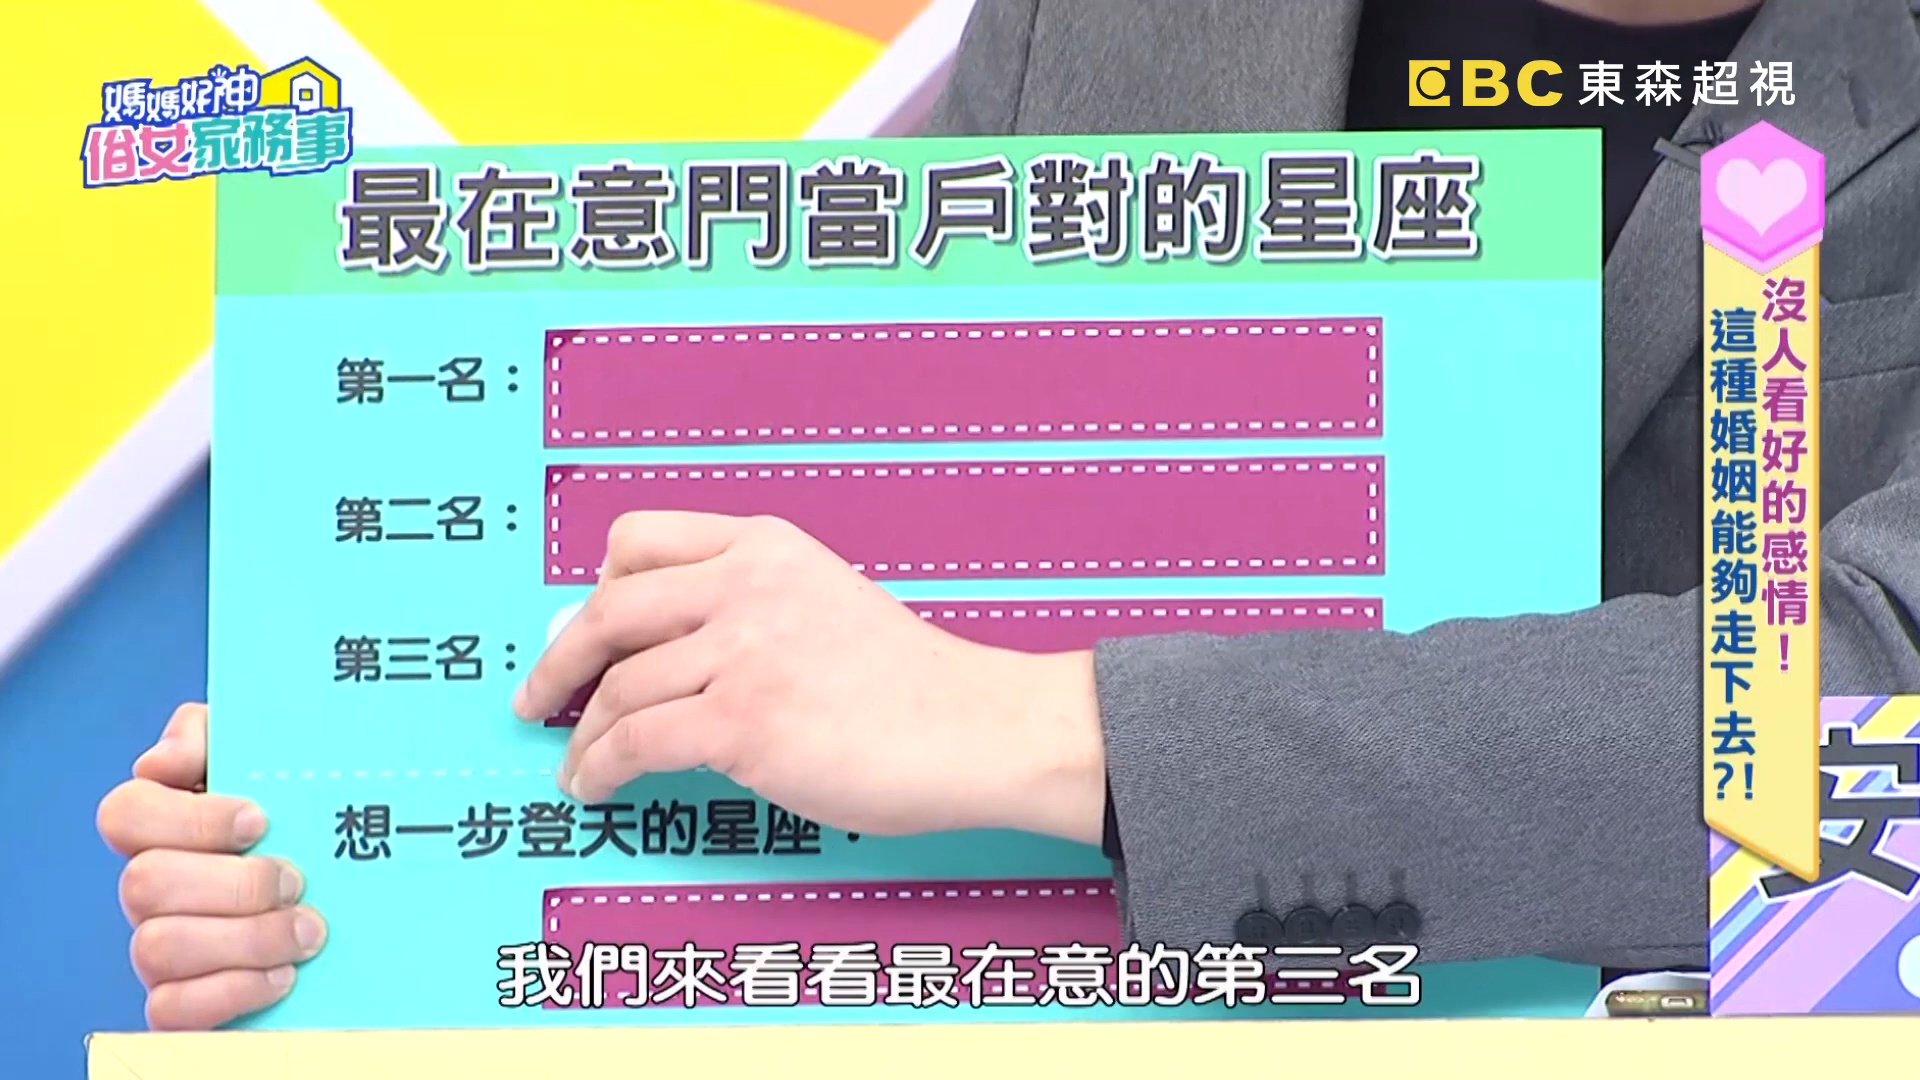 媽媽好神
俗女家務事
EBC 東森超視
最在意門當戶對的星座
第一名：
第二名：
第三名：
想一步登天的星座：
沒人看好的感情！
這種婚姻能夠走下去？！
安
我們來看看最在意的第三名